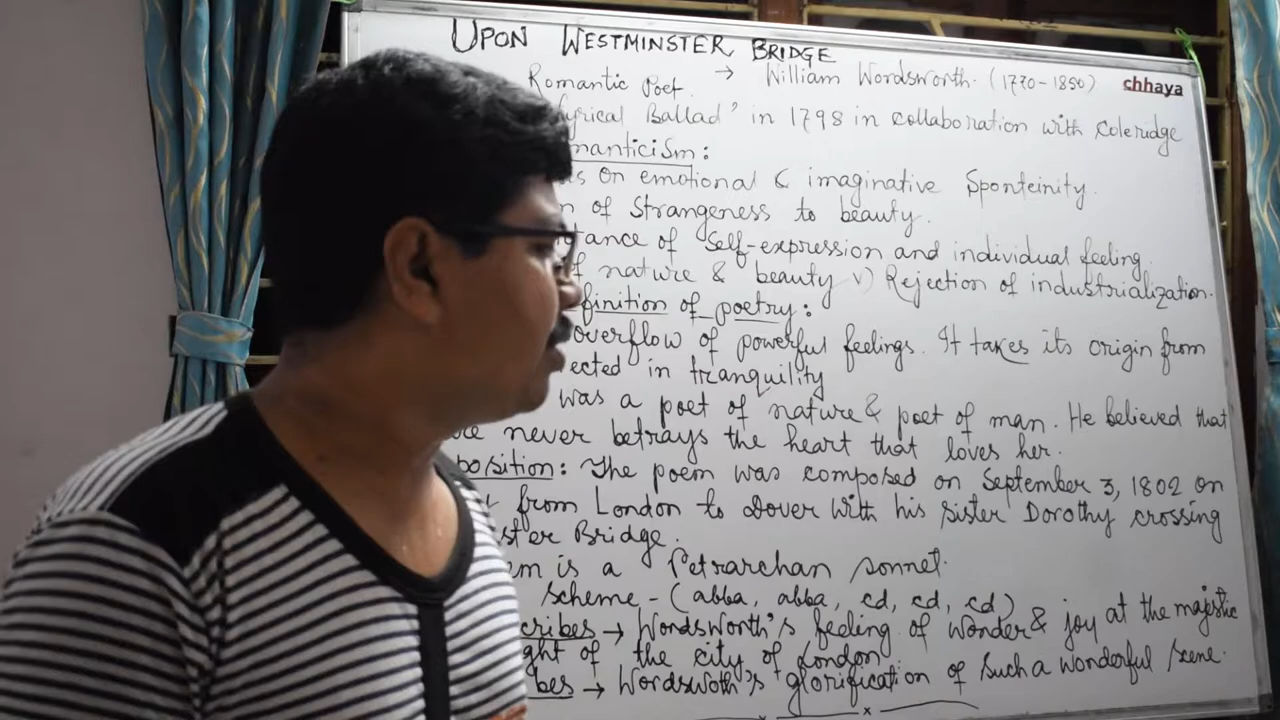 UPON WESTMINSTER BRIDGE
Romantic Poet. → William Wordsworth. (1770-1850)
chhaya
yrical Ballad' in 1798 in collaboration with Coleridge
manticism:
s on emotional & imaginative sponteinity.
n of strangeness to beauty.
tance of self-expression and individual feeling.
f nature & beauty v) Rejection of industrialization.
finition of poetry:
overflow of powerful feelings. It takes its origin from
ected in tranquility
was a poet of nature & poet of man. He believed that
re never betrays the heart that loves her.
position: The poem was composed on September 3, 1802 on
from London to Dover with his sister Dorothy crossing
ster Bridge.
em is a Petrarchan sonnet.
scheme - (abba, abba, cd, cd, cd)
cribes → Wordsworth's feeling of wonder & joy at the majestic
ght of the city of London
bes → Wordswoth's glorification of such a wonderful scene.